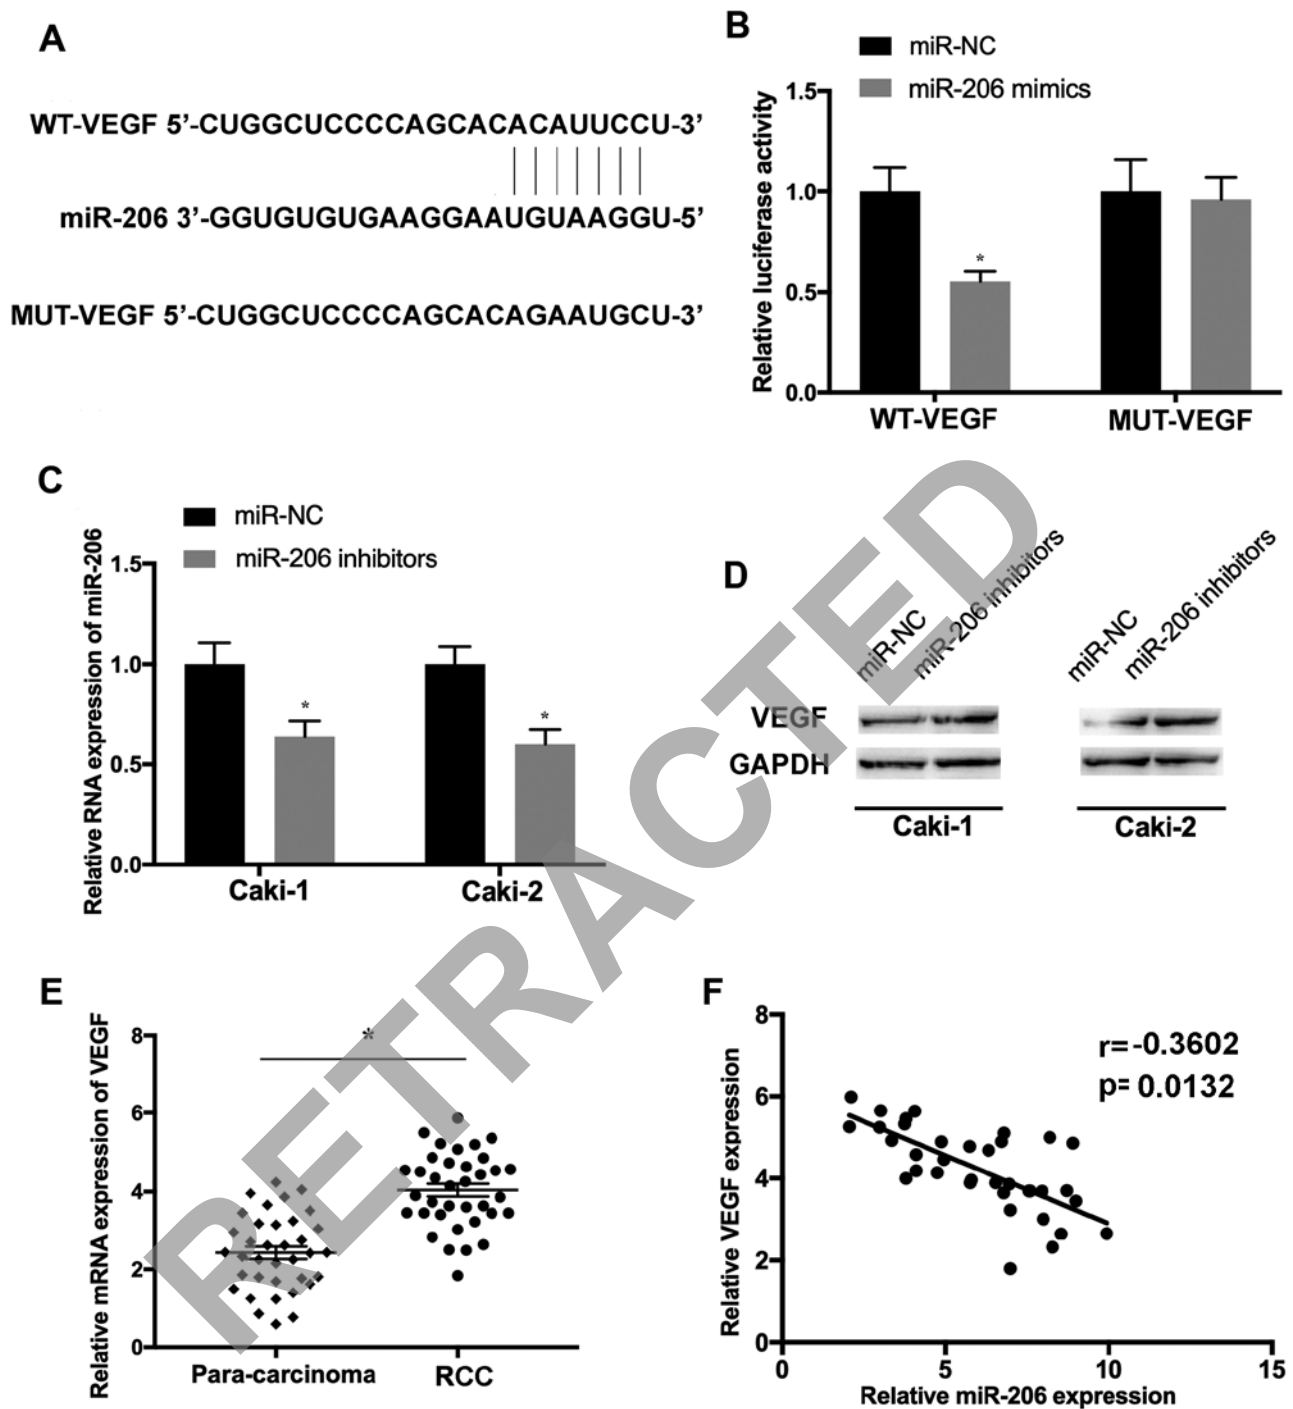 A
WT-VEGF 5’-CUGGCUCCCCAGCACACAUUCCU-3’
miR-206 3’-GGUGUGUGAAGGAAUGUAAGGU-5’
MUT-VEGF 5’-CUGGCUCCCCAGCACAGAAUGCU-3’
B
miR-NC
miR-206 mimics
Relative luciferase activity
1.5
1.0
0.5
0.0
*
WT-VEGF
MUT-VEGF
C
miR-NC
miR-206 inhibitors
Relative RNA expression of miR-206
1.5
1.0
0.5
0.0
*
*
Caki-1
Caki-2
D
miR-NC
miR-206 inhibitors
miR-NC
miR-206 inhibitors
VEGF
GAPDH
Caki-1
Caki-2
E
Relative mRNA expression of VEGF
8
6
4
2
0
*
Para-carcinoma
RCC
F
Relative VEGF expression
8
6
4
2
0
r= -0.3602
p= 0.0132
0
5
10
15
Relative miR-206 expression
RETRACTED